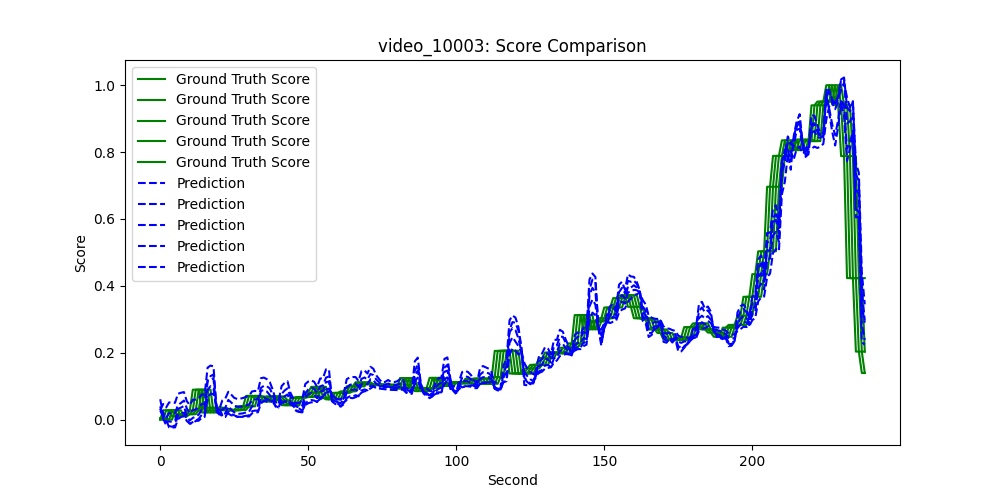 video_10003: Score Comparison
Ground Truth Score
Ground Truth Score
Ground Truth Score
Ground Truth Score
Ground Truth Score
Prediction
Prediction
Prediction
Prediction
Prediction
Score
1.0
0.8
0.6
0.4
0.2
0.0
0 50 100 150 200
Second